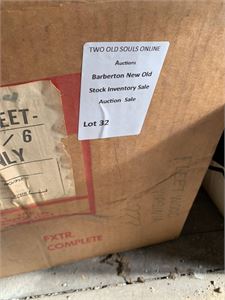 TWO OLD SOULS ONLINE
Auctions
Barberton New Old
Stock Inventory Sale
Auction Sale
Lot 32
EET-
/6
LY
FXTR.
COMPLETE